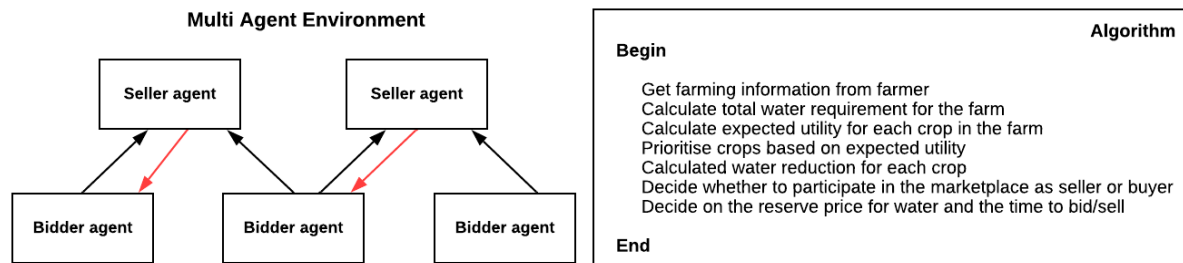 Multi Agent Environment
Seller agent
Seller agent
Bidder agent
Bidder agent
Bidder agent
Algorithm
Begin
Get farming information from farmer
Calculate total water requirement for the farm
Calculate expected utility for each crop in the farm
Prioritise crops based on expected utility
Calculated water reduction for each crop
Decide whether to participate in the marketplace as seller or buyer
Decide on the reserve price for water and the time to bid/sell
End